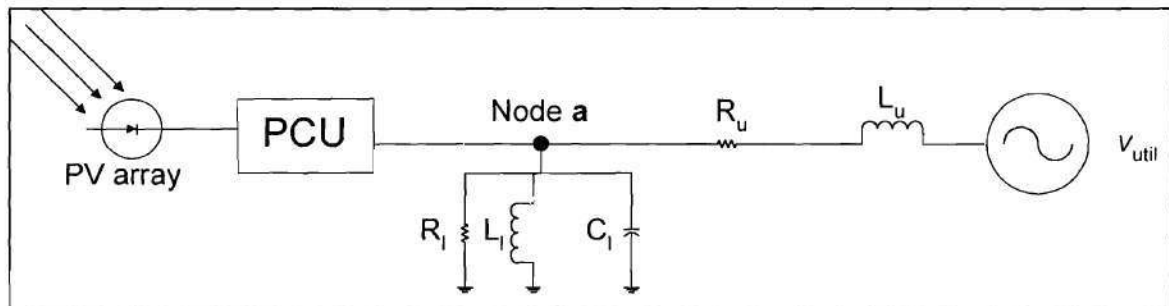 Node a
R_u
L_u
PCU
v_util
PV array
R_l
L_l
C_l